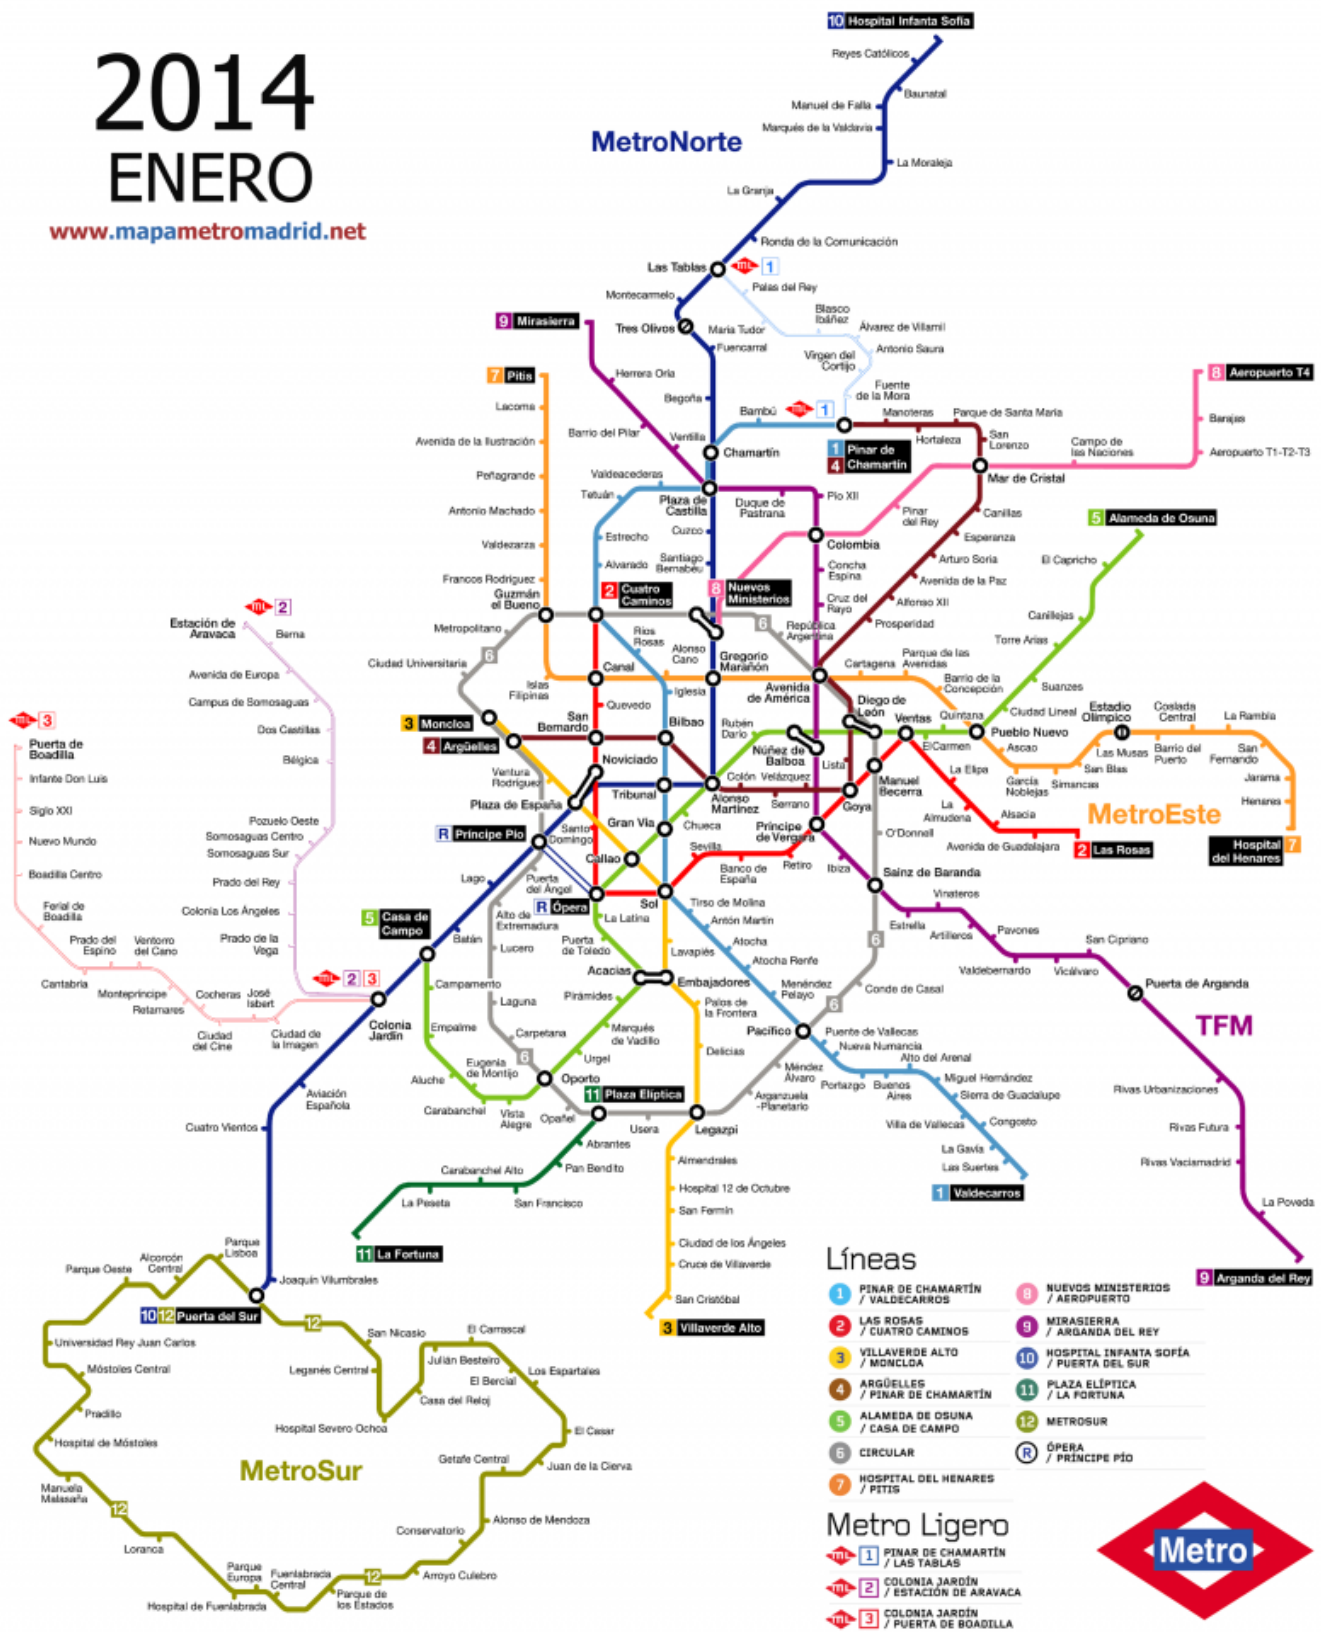 2014
ENERO
www.mapametromadrid.net
10 Hospital Infanta Sofía
Reyes Católicos
Baunatal
Manuel de Falla
Marqués de la Valdavia
MetroNorte
La Moraleja
La Granja
Ronda de la Comunicación
Las Tablas
mL 1
Montecarmelo
Palas del Rey
Tres Olivos
María Tudor
Blasco
Ibáñez
Álvarez de Villamil
Antonio Saura
Virgen del
Cortijo
Fuente
de la Mora
Fuencarral
9 Mirasierra
Herrera Oria
7 Pitis
Lacoma
Begoña
Bambú
mL 1
Manoteras
Parque de Santa María
Hortaleza
San
Lorenzo
8 Aeropuerto T4
Barajas
Aeropuerto T1-T2-T3
Campo de
las Naciones
Avenida de la Ilustración
Barrio del Pilar
Ventilla
Chamartín
1 Pinar de
4 Chamartín
Mar de Cristal
Peñagrande
Valdeacederas
Tetuán
Plaza de
Castilla
Duque de
Pastrana
Pío XII
Antonio Machado
Pinar
del Rey
Canillas
5 Alameda de Osuna
Valdezarza
Estrecho
Cuzco
Colombia
Esperanza
El Capricho
Francos Rodríguez
Alvarado
Santiago
Bernabéu
Concha
Espina
Arturo Soria
Avenida de la Paz
Guzmán
el Bueno
2 Cuatro
Caminos
8 Nuevos
Ministerios
Cruz del
Rayo
Alfonso XII
Canillejas
mL 2
Estación de
Aravaca
Berna
Metropolitano
6
Ríos
Rosas
6
República
Argentina
Prosperidad
Torre Arias
Ciudad Universitaria
Alonso
Cano
Gregorio
Marañón
Canal
Cartagena
Parque de las
Avenidas
Avenida de Europa
Islas
Filipinas
Iglesia
Avenida
de América
Barrio de la
Concepción
Suanzes
Campus de Somosaguas
Quevedo
Diego de
León
Ciudad Lineal
Estadio
Olímpico
Coslada
Central
La Rambla
mL 3
3 Moncloa
San
Bernardo
Bilbao
Rubén
Darío
Ventas
Quintana
Pueblo Nuevo
Dos Castillas
4 Argüelles
Núñez de
Balboa
El Carmen
Ascao
Las Musas
Barrio del
Puerto
San
Fernando
Puerta de
Boadilla
Bélgica
Noviciado
Lista
La Elipa
San Blas
Infante Don Luis
Ventura
Rodríguez
Colón
Velázquez
Manuel
Becerra
García
Noblejas
Simancas
Jarama
Plaza de España
Tribunal
Alonso
Martínez
Serrano
Goya
La
Almudena
Henares
Siglo XXI
Pozuelo Oeste
Alsacia
MetroEste
Gran Vía
Chueca
Príncipe
de Vergara
O'Donnell
Nuevo Mundo
Somosaguas Centro
R Príncipe Pío
Santo
Domingo
Sevilla
Avenida de Guadalajara
2 Las Rosas
Hospital
del Henares 7
Somosaguas Sur
Callao
Retiro
Ibiza
Boadilla Centro
Prado del Rey
Lago
Puerta
del Ángel
Banco de
España
Sainz de Baranda
Vinateros
Ferial de
Boadilla
Colonia Los Ángeles
5 Casa de
Campo
R Ópera
Sol
Tirso de Molina
Alto de
Extremadura
La Latina
Antón Martín
Estrella
Artilleros
Pavones
Prado del
Espino
Ventorro
del Cano
Prado de la
Vega
Batán
Lucero
Puerta
de Toledo
Lavapiés
Atocha
6
San Cipriano
Atocha Renfe
Valdebernardo
Vicálvaro
Cantabria
Montepríncipe
mL 2 3
Campamento
Acacias
Embajadores
Menéndez
Pelayo
Conde de Casal
Puerta de Arganda
Retamares
Cocheras
José
Isbert
Laguna
Pirámides
Palos de
la Frontera
6
Ciudad
del Cine
Ciudad de
la Imagen
Colonia
Jardín
Empalme
Carpetana
Marqués
de Vadillo
Pacífico
Puente de Vallecas
TFM
6
Eugenia
de Montijo
Urgel
Delicias
Nueva Numancia
Alto del Arenal
Aluche
Oporto
Méndez
Álvaro
Portazgo
Buenos
Aires
Miguel Hernández
Aviación
Española
11 Plaza Elíptica
Arganzuela
-Planetario
Sierra de Guadalupe
Rivas Urbanizaciones
Carabanchel
Vista
Alegre
Opañel
Usera
Legazpi
Villa de Vallecas
Congosto
Cuatro Vientos
Abrantes
La Gavia
Rivas Futura
Carabanchel Alto
Pan Bendito
Almendrales
Las Suertes
Rivas Vaciamadrid
La Peseta
San Francisco
Hospital 12 de Octubre
1 Valdecarros
San Fermín
La Poveda
11 La Fortuna
Ciudad de los Ángeles
Cruce de Villaverde
9 Arganda del Rey
San Cristóbal
3 Villaverde Alto
Parque
Lisboa
Alcorcón
Central
Parque Oeste
Joaquín Vilumbrales
10 12 Puerta del Sur
12
Universidad Rey Juan Carlos
San Nicasio
El Carrascal
Móstoles Central
Leganés Central
Julián Besteiro
El Bercial
Los Espartales
Pradillo
Casa del Reloj
Hospital Severo Ochoa
El Casar
Hospital de Móstoles
MetroSur
Getafe Central
Juan de la Cierva
Manuela
Malasaña
12
Alonso de Mendoza
Loranca
Conservatorio
Parque
Europa
Fuenlabrada
Central
12
Arroyo Culebro
Hospital de Fuenlabrada
Parque de
los Estados
Líneas
1 PINAR DE CHAMARTÍN
/ VALDECARROS
2 LAS ROSAS
/ CUATRO CAMINOS
3 VILLAVERDE ALTO
/ MONCLOA
4 ARGÜELLES
/ PINAR DE CHAMARTÍN
5 ALAMEDA DE OSUNA
/ CASA DE CAMPO
6 CIRCULAR
7 HOSPITAL DEL HENARES
/ PITIS
8 NUEVOS MINISTERIOS
/ AEROPUERTO
9 MIRASIERRA
/ ARGANDA DEL REY
10 HOSPITAL INFANTA SOFÍA
/ PUERTA DEL SUR
11 PLAZA ELÍPTICA
/ LA FORTUNA
12 METROSUR
R ÓPERA
/ PRÍNCIPE PÍO
Metro Ligero
mL 1 PINAR DE CHAMARTÍN
/ LAS TABLAS
mL 2 COLONIA JARDÍN
/ ESTACIÓN DE ARAVACA
mL 3 COLONIA JARDÍN
/ PUERTA DE BOADILLA
Metro